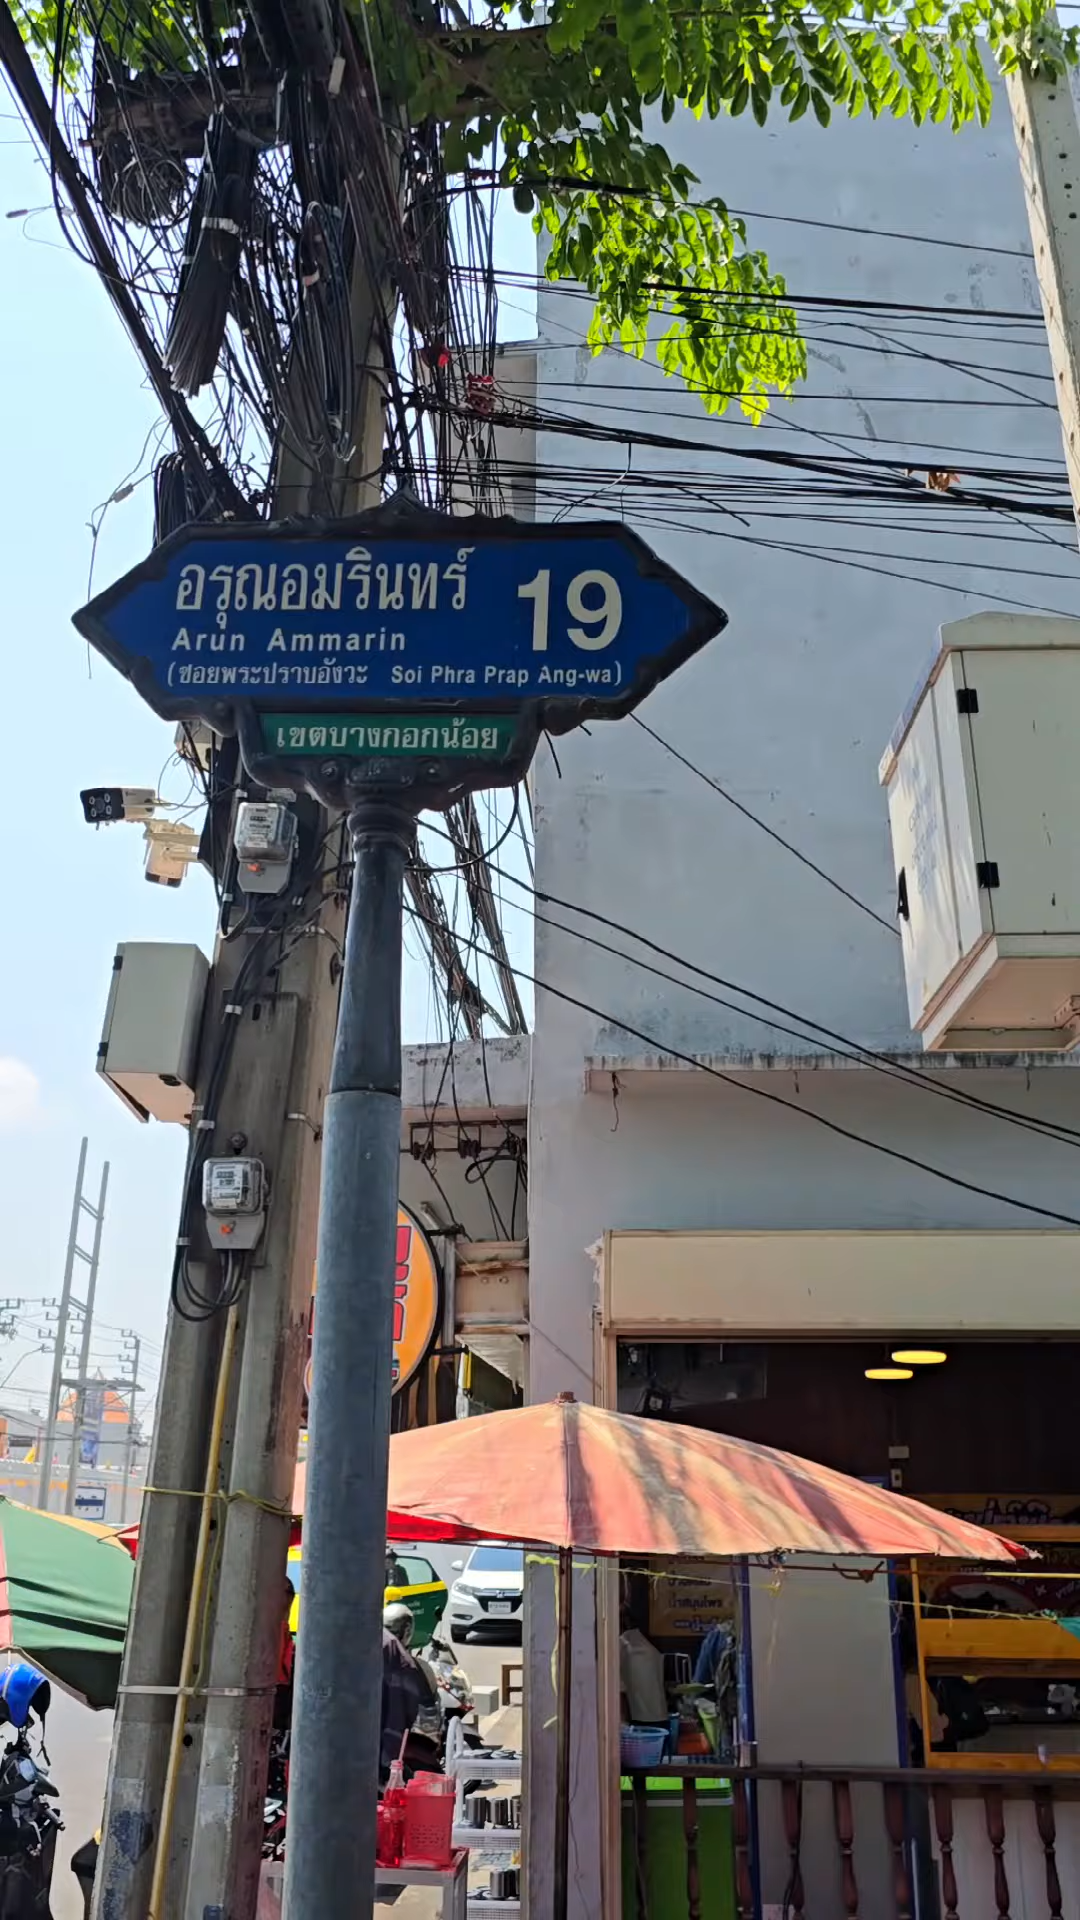 อรุณอมรินทร์ 19
Arun Ammarin
(ซอยพระปราบอังวะ Soi Phra Prap Ang-wa)
เขตบางกอกน้อย